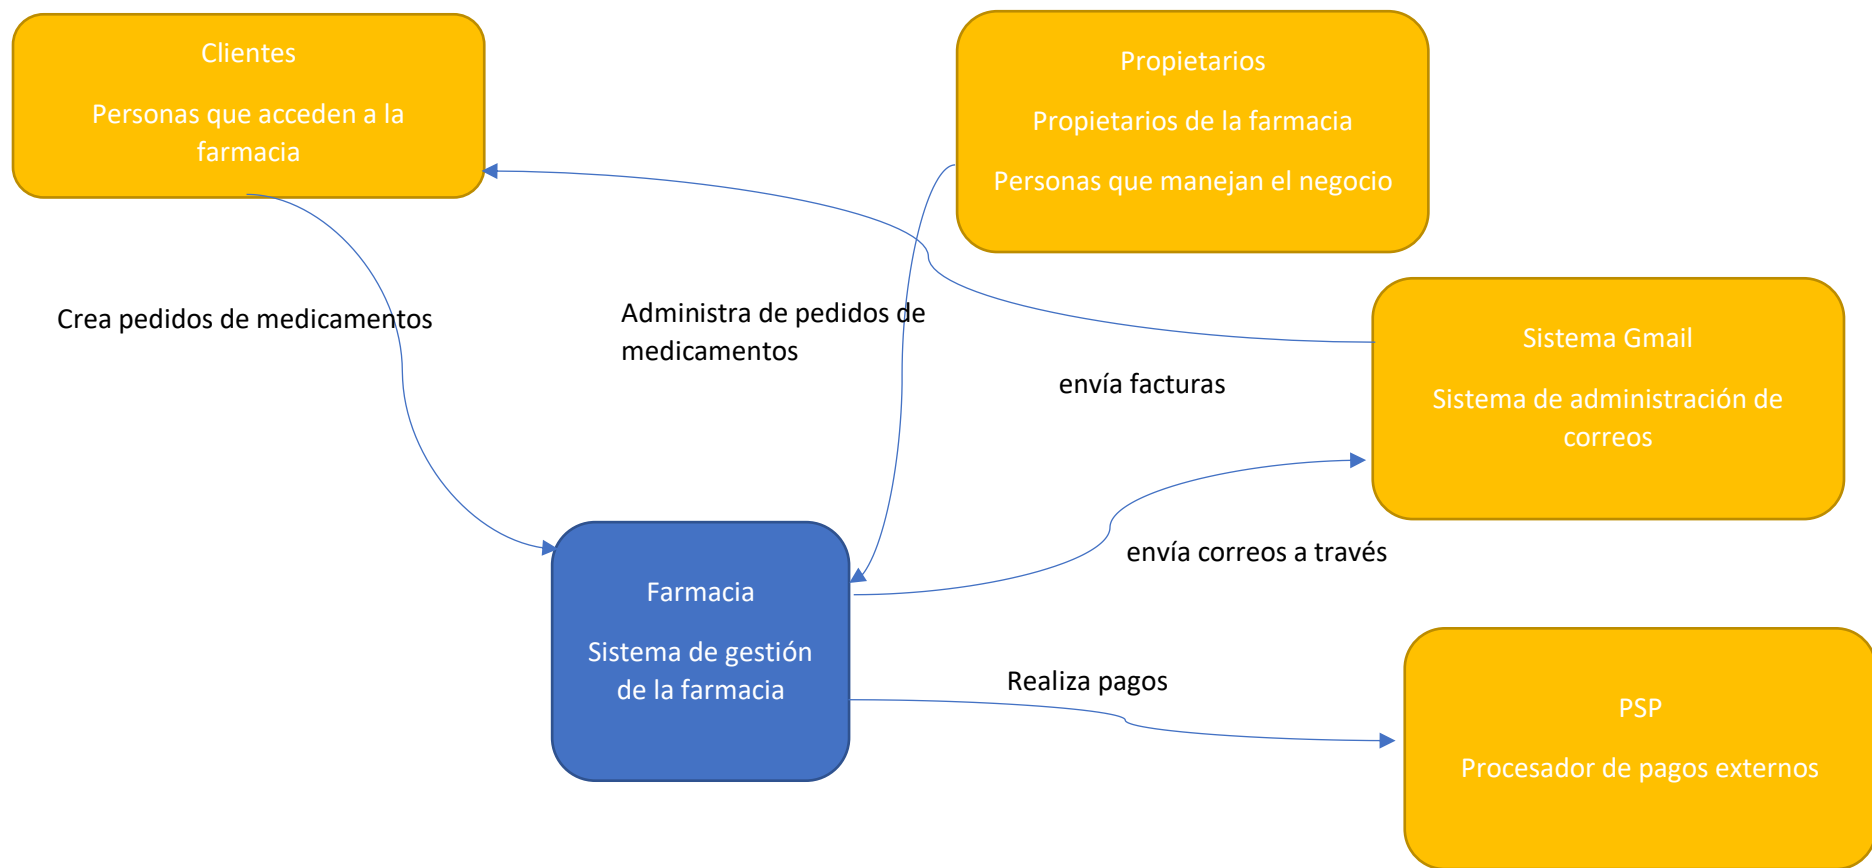 Clientes
Personas que acceden a la
farmacia
Propietarios
Propietarios de la farmacia
Personas que manejan el negocio
Crea pedidos de medicamentos
Administra de pedidos de
medicamentos
envía facturas
Sistema Gmail
Sistema de administración de
correos
envía correos a través
Farmacia
Sistema de gestión
de la farmacia
Realiza pagos
PSP
Procesador de pagos externos